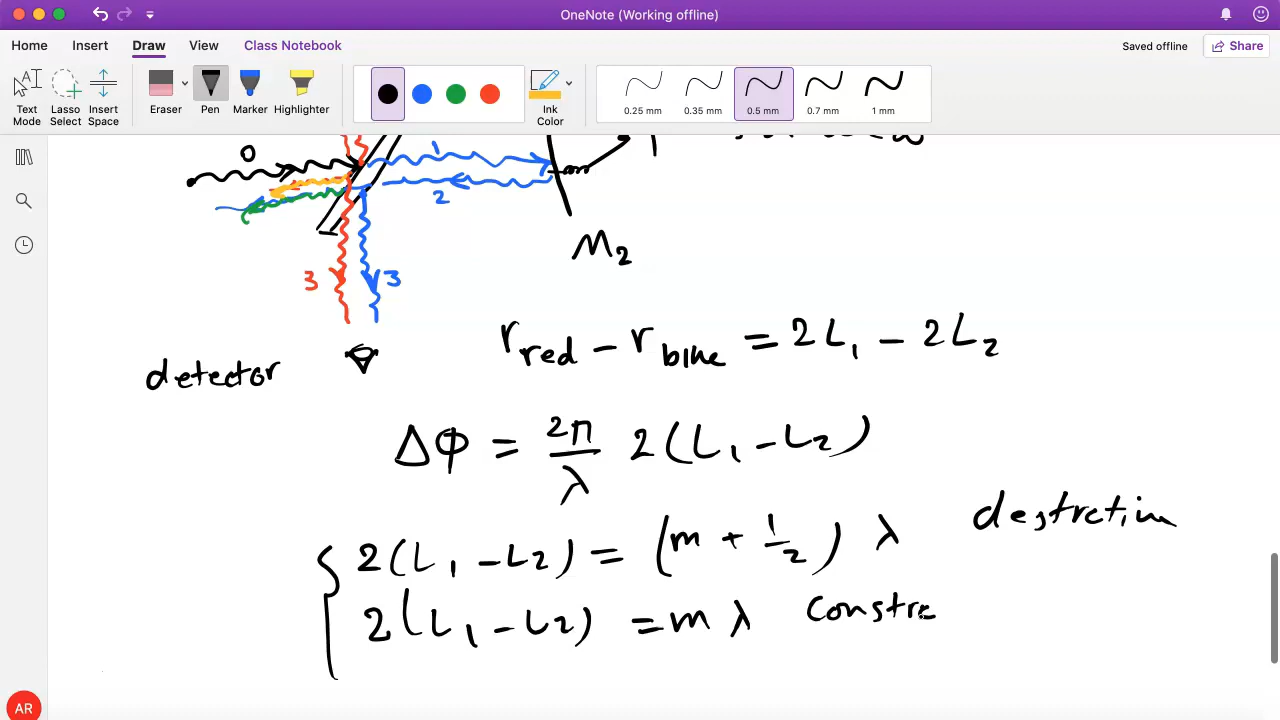 OneNote (Working offline)
Home Insert Draw View Class Notebook Saved offline Share
Text Mode Lasso Select Insert Space Eraser Pen Marker Highlighter Ink Color 0.25 mm 0.35 mm 0.5 mm 0.7 mm 1 mm
0 1
2
M₂
3 3
r_red − r_blue = 2L₁ − 2L₂
detector
Δφ = 2π/λ 2(L₁ − L₂)
2(L₁ − L₂) = (m + 1/2) λ destrctim
2(L₁ − L₂) = mλ constre
AR